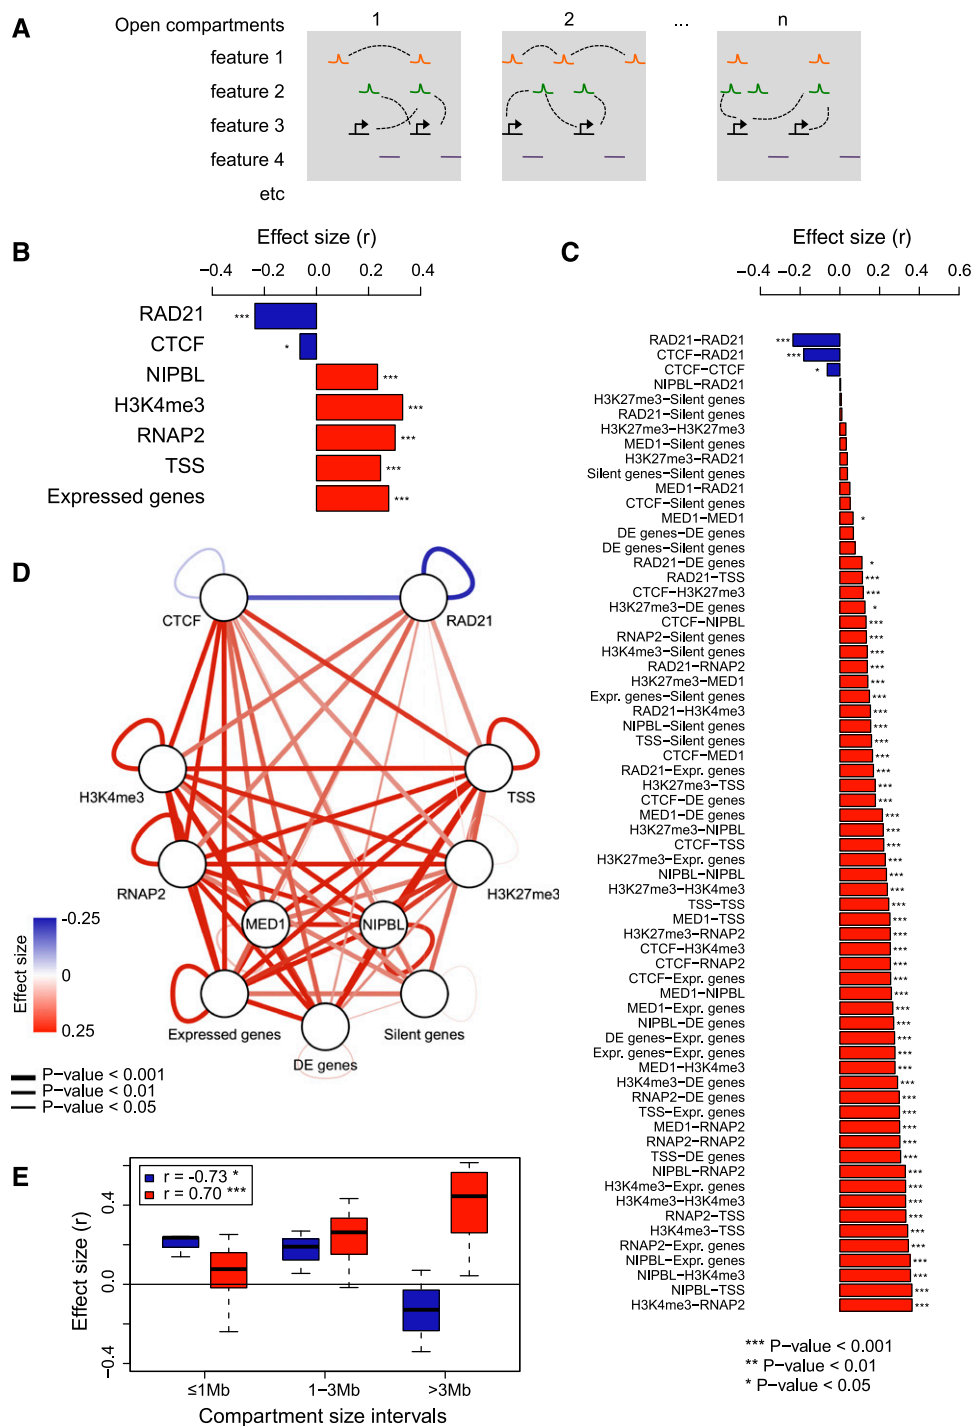 A
Open compartments 1 2 ... n
feature 1
feature 2
feature 3
feature 4
etc
B
Effect size (r)
−0.4 −0.2 0.0 0.2 0.4
RAD21 ***
CTCF *
NIPBL ***
H3K4me3 ***
RNAP2 ***
TSS ***
Expressed genes ***
C
Effect size (r)
−0.4 −0.2 0.0 0.2 0.4 0.6
RAD21−RAD21 ***
CTCF−RAD21 ***
CTCF−CTCF *
NIPBL−RAD21
H3K27me3−Silent genes
RAD21−Silent genes
H3K27me3−H3K27me3
MED1−Silent genes
H3K27me3−RAD21
Silent genes−Silent genes
MED1−RAD21
CTCF−Silent genes
MED1−MED1 *
DE genes−DE genes
DE genes−Silent genes
RAD21−DE genes *
RAD21−TSS ***
CTCF−H3K27me3 ***
H3K27me3−DE genes *
CTCF−NIPBL ***
RNAP2−Silent genes ***
H3K4me3−Silent genes ***
RAD21−RNAP2 ***
H3K27me3−MED1 ***
Expr. genes−Silent genes ***
RAD21−H3K4me3 ***
NIPBL−Silent genes ***
TSS−Silent genes ***
CTCF−MED1 ***
RAD21−Expr. genes ***
H3K27me3−TSS ***
CTCF−DE genes ***
MED1−DE genes ***
H3K27me3−NIPBL ***
CTCF−TSS ***
H3K27me3−Expr. genes ***
NIPBL−NIPBL ***
H3K27me3−H3K4me3 ***
TSS−TSS ***
MED1−TSS ***
H3K27me3−RNAP2 ***
CTCF−H3K4me3 ***
CTCF−RNAP2 ***
CTCF−Expr. genes ***
MED1−NIPBL ***
MED1−Expr. genes ***
NIPBL−DE genes ***
DE genes−Expr. genes ***
Expr. genes−Expr. genes ***
MED1−H3K4me3 ***
H3K4me3−DE genes ***
RNAP2−DE genes ***
TSS−Expr. genes ***
MED1−RNAP2 ***
RNAP2−RNAP2 ***
TSS−DE genes ***
NIPBL−RNAP2 ***
H3K4me3−Expr. genes ***
H3K4me3−H3K4me3 ***
RNAP2−TSS ***
H3K4me3−TSS ***
RNAP2−Expr. genes ***
NIPBL−Expr. genes ***
NIPBL−H3K4me3 ***
NIPBL−TSS ***
H3K4me3−RNAP2 ***
*** P−value < 0.001
** P−value < 0.01
* P−value < 0.05
D
CTCF
RAD21
H3K4me3
TSS
RNAP2
H3K27me3
MED1
NIPBL
Expressed genes
Silent genes
DE genes
Effect size
-0.25
0
0.25
P-value < 0.001
P-value < 0.01
P-value < 0.05
E
r = -0.73 *
r = 0.70 ***
Effect size (r)
0.4
0.0
−0.4
≤1Mb 1−3Mb >3Mb
Compartment size intervals